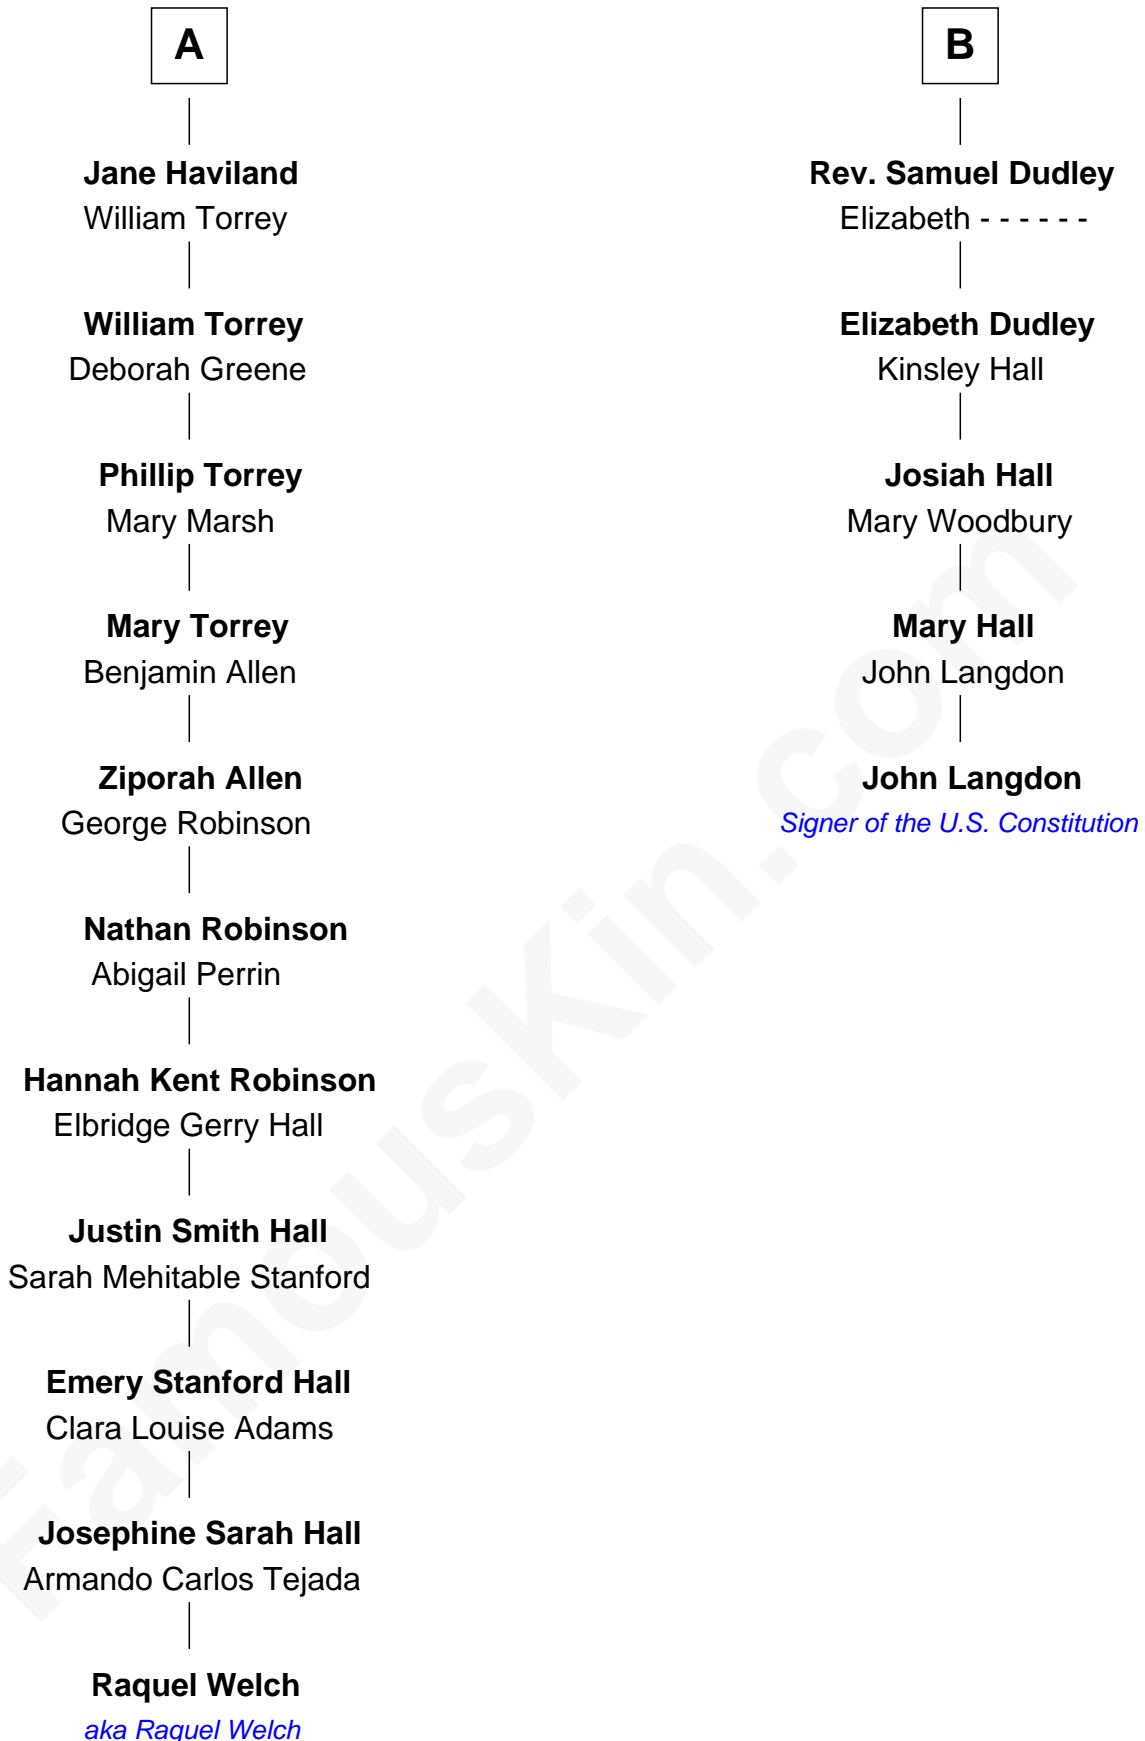 A
Jane Haviland
William Torrey
William Torrey
Deborah Greene
Phillip Torrey
Mary Marsh
Mary Torrey
Benjamin Allen
Ziporah Allen
George Robinson
Nathan Robinson
Abigail Perrin
Hannah Kent Robinson
Elbridge Gerry Hall
Justin Smith Hall
Sarah Mehitable Stanford
Emery Stanford Hall
Clara Louise Adams
Josephine Sarah Hall
Armando Carlos Tejada
Raquel Welch
aka Raquel Welch
B
Rev. Samuel Dudley
Elizabeth - - - - - -
Elizabeth Dudley
Kinsley Hall
Josiah Hall
Mary Woodbury
Mary Hall
John Langdon
John Langdon
Signer of the U.S. Constitution
FamousKin.com